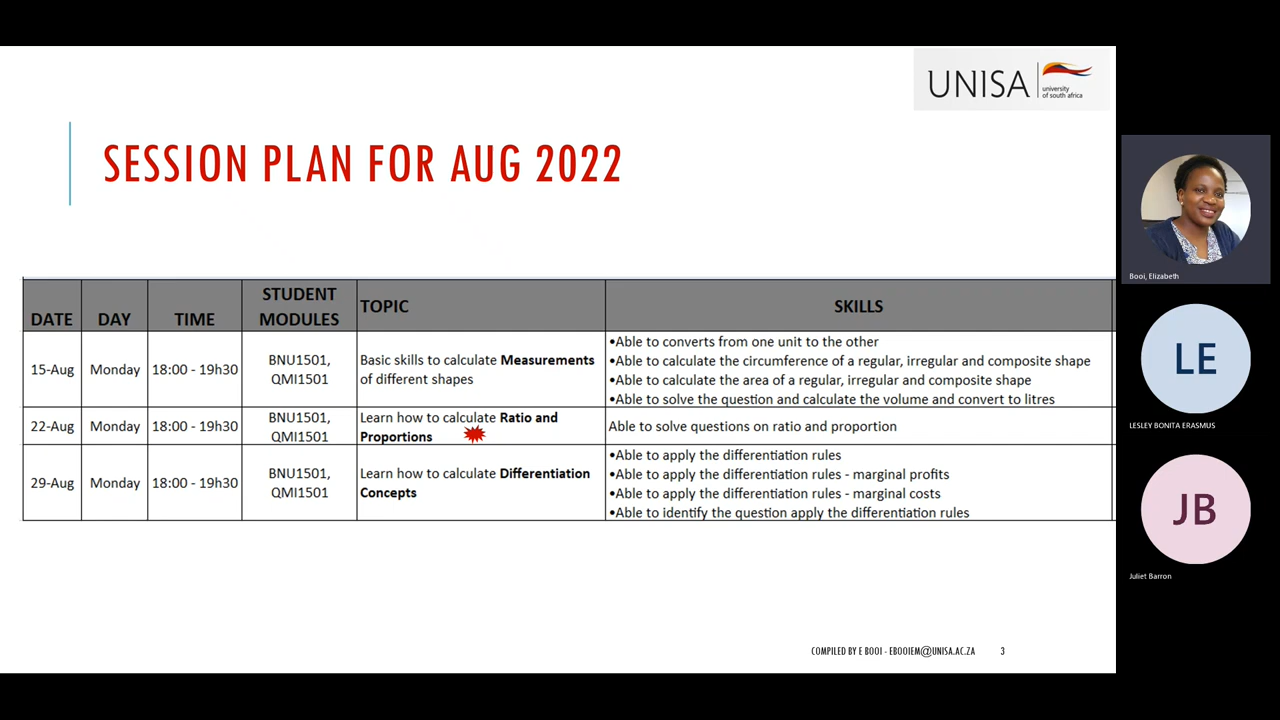 UNISA
university
of south africa
SESSION PLAN FOR AUG 2022
DATE DAY TIME STUDENT MODULES TOPIC SKILLS
15-Aug Monday 18:00 - 19h30 BNU1501, QMI1501 Basic skills to calculate Measurements of different shapes
•Able to converts from one unit to the other
•Able to calculate the circumference of a regular, irregular and composite shape
•Able to calculate the area of a regular, irregular and composite shape
•Able to solve the question and calculate the volume and convert to litres
22-Aug Monday 18:00 - 19h30 BNU1501, QMI1501 Learn how to calculate Ratio and Proportions Able to solve questions on ratio and proportion
29-Aug Monday 18:00 - 19h30 BNU1501, QMI1501 Learn how to calculate Differentiation Concepts
•Able to apply the differentiation rules
•Able to apply the differentiation rules - marginal profits
•Able to apply the differentiation rules - marginal costs
•Able to identify the question apply the differentiation rules
COMPILED BY E BOOI - EBOOIEM@UNISA.AC.ZA 3
Booi, Elizabeth
LE
LESLEY BONITA ERASMUS
JB
Juliet Barron